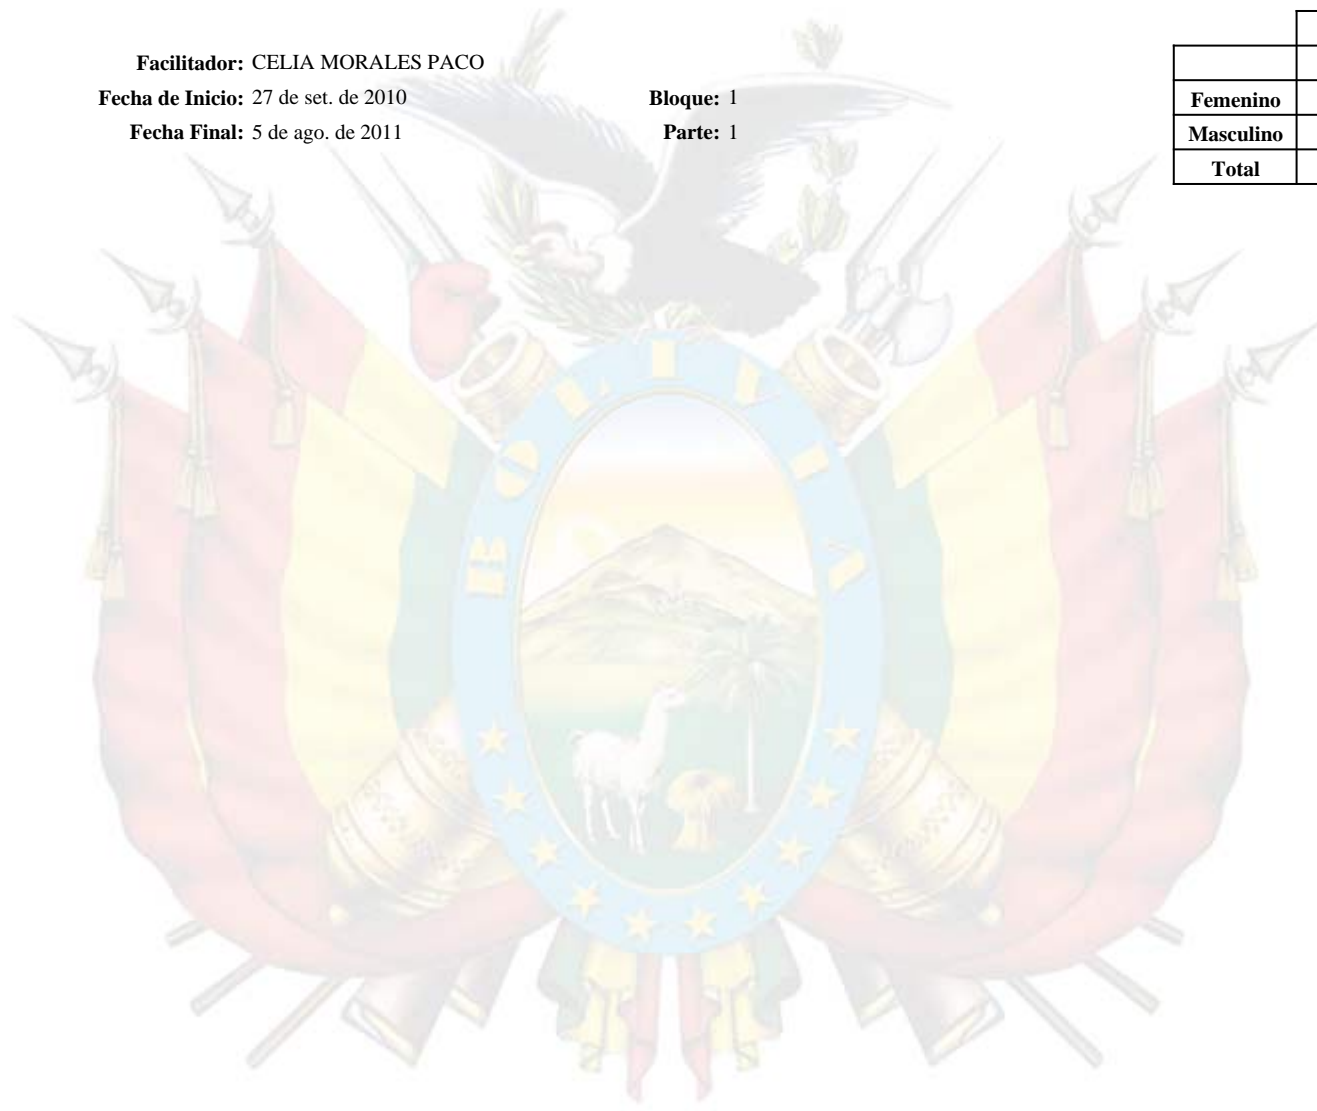 Facilitador: CELIA MORALES PACO
Fecha de Inicio: 27 de set. de 2010 Bloque: 1
Fecha Final: 5 de ago. de 2011 Parte: 1
Femenino
Masculino
Total
BOLIVIA